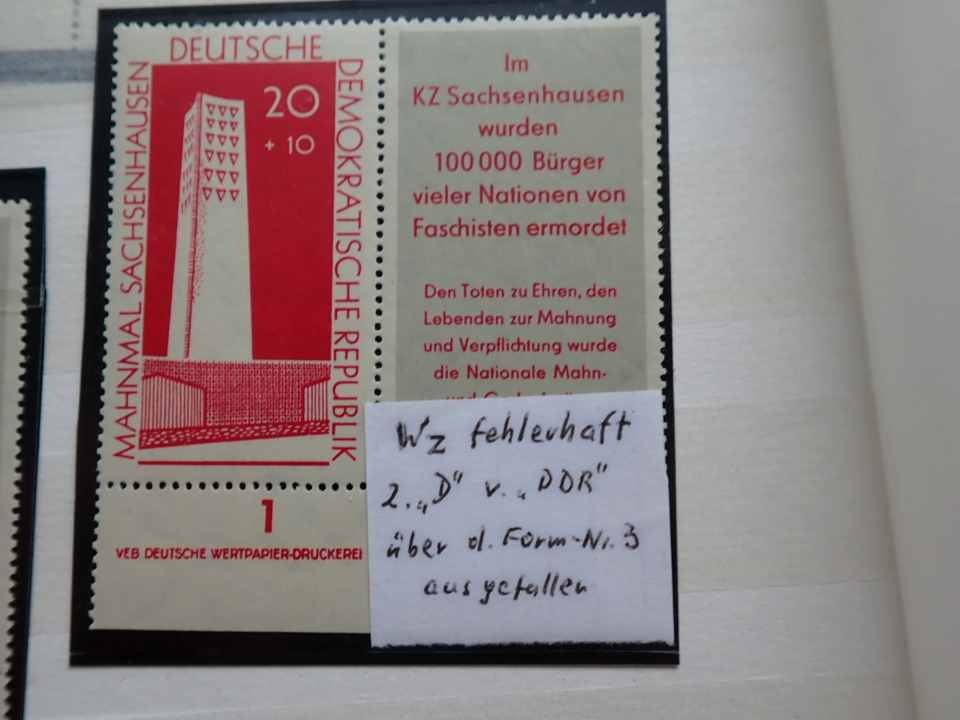 DEUTSCHE
DEMOKRATISCHE REPUBLIK
MAHNMAL SACHSENHAUSEN
20
+ 10
1
VEB DEUTSCHE WERTPAPIER-DRUCKEREI
Im
KZ Sachsenhausen
wurden
100 000 Bürger
vieler Nationen von
Faschisten ermordet
Den Toten zu Ehren, den
Lebenden zur Mahnung
und Verpflichtung wurde
die Nationale Mahn-
Wz fehlerhaft
2. „D" v. „DDR"
über d. Form-Nr. 3
ausgefallen